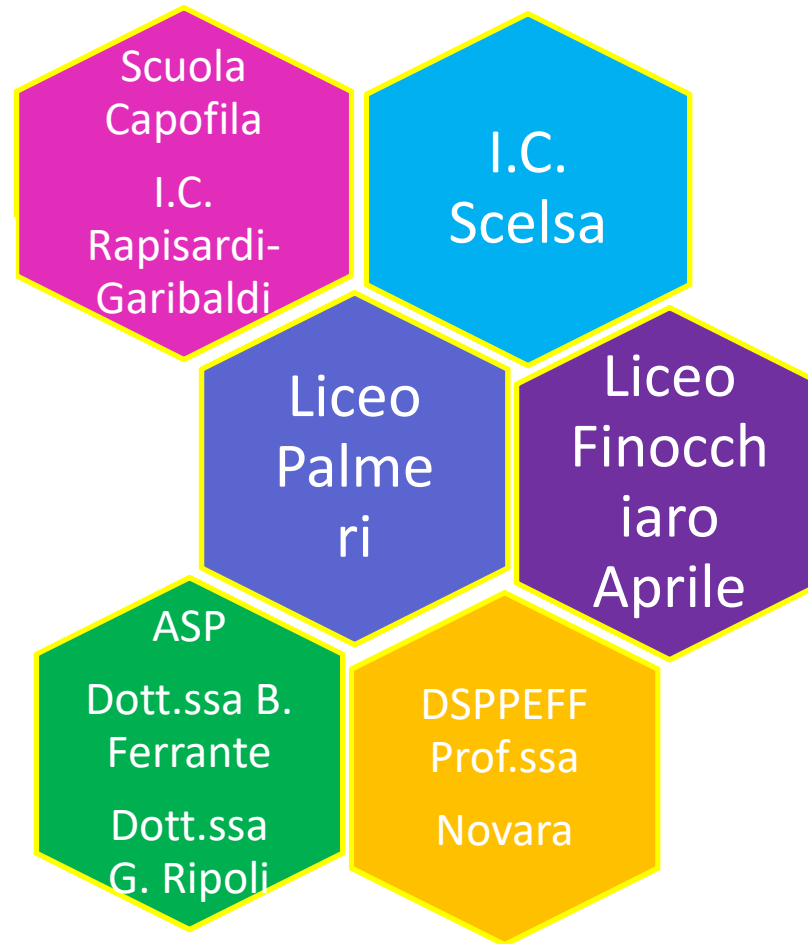 Scuola
Capofila
I.C.
Rapisardi-
Garibaldi
I.C.
Scelsa
Liceo
Palme
ri
Liceo
Finocch
iaro
Aprile
ASP
Dott.ssa B.
Ferrante
Dott.ssa
G. Ripoli
DSPPEFF
Prof.ssa
Novara